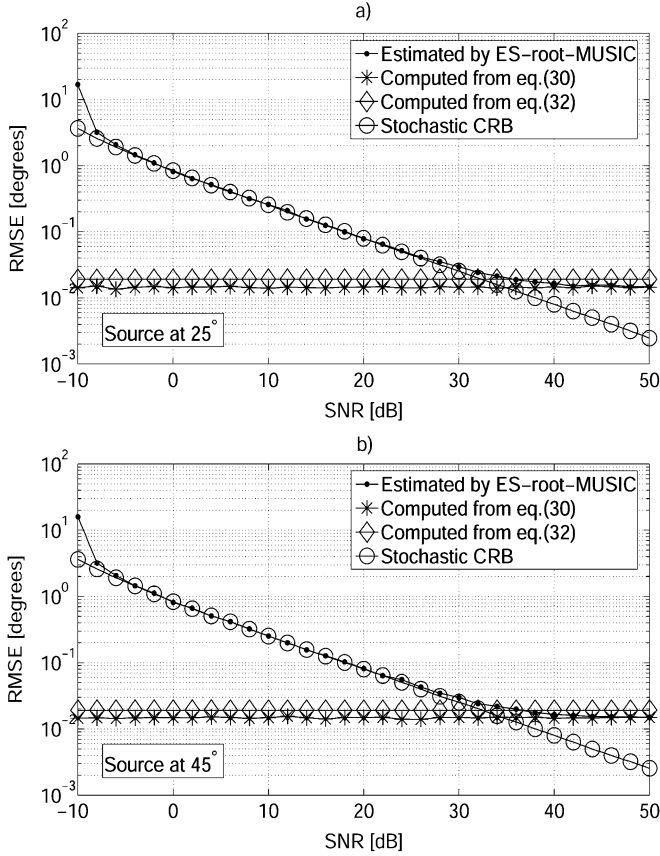 a)
10^2
10^1
10^0
10^-1
10^-2
10^-3
RMSE [degrees]
Estimated by ES-root-MUSIC
Computed from eq.(30)
Computed from eq.(32)
Stochastic CRB
Source at 25°
-10 0 10 20 30 40 50
SNR [dB]
b)
10^2
10^1
10^0
10^-1
10^-2
10^-3
RMSE [degrees]
Estimated by ES-root-MUSIC
Computed from eq.(30)
Computed from eq.(32)
Stochastic CRB
Source at 45°
-10 0 10 20 30 40 50
SNR [dB]